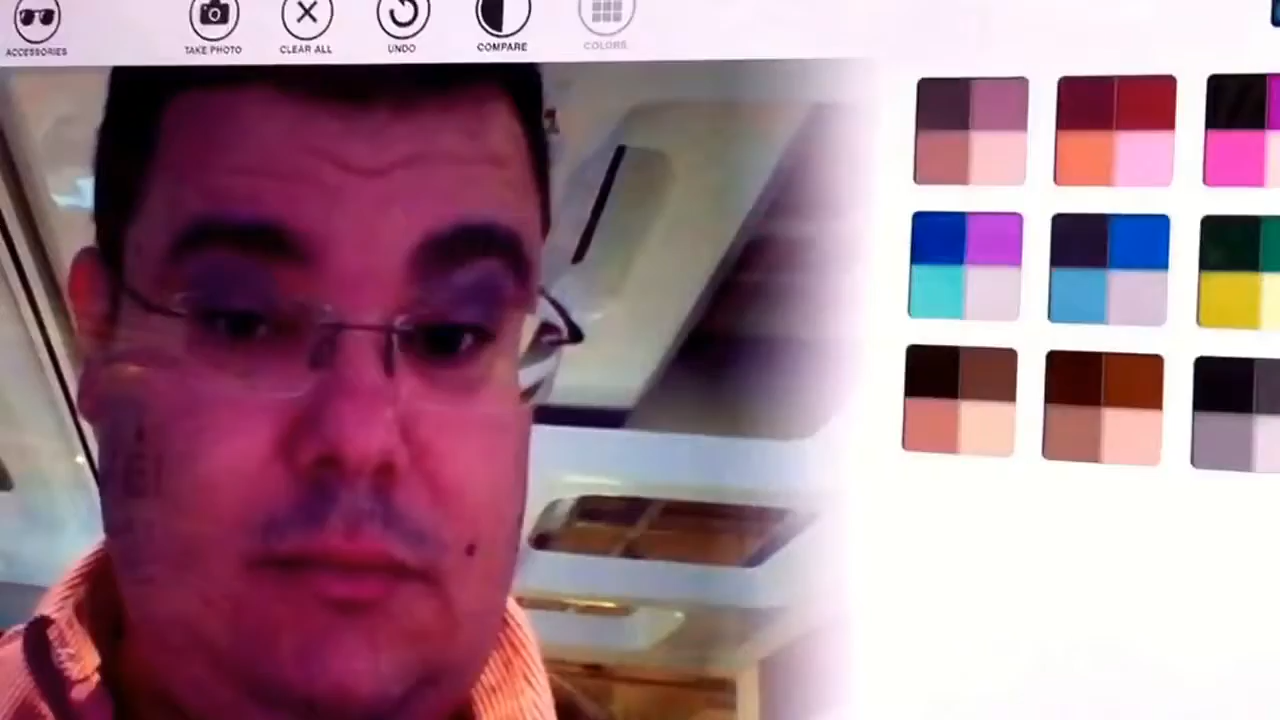 ACCESSORIES
TAKE PHOTO
CLEAR ALL
UNDO
COMPARE
COLORS